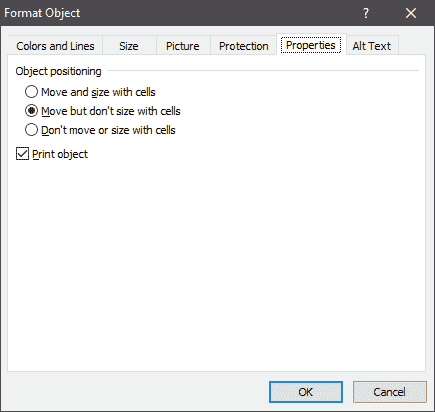 Format Object
?
Colors and Lines Size Picture Protection Properties Alt Text
Object positioning
Move and size with cells
Move but don't size with cells
Don't move or size with cells
Print object
OK Cancel